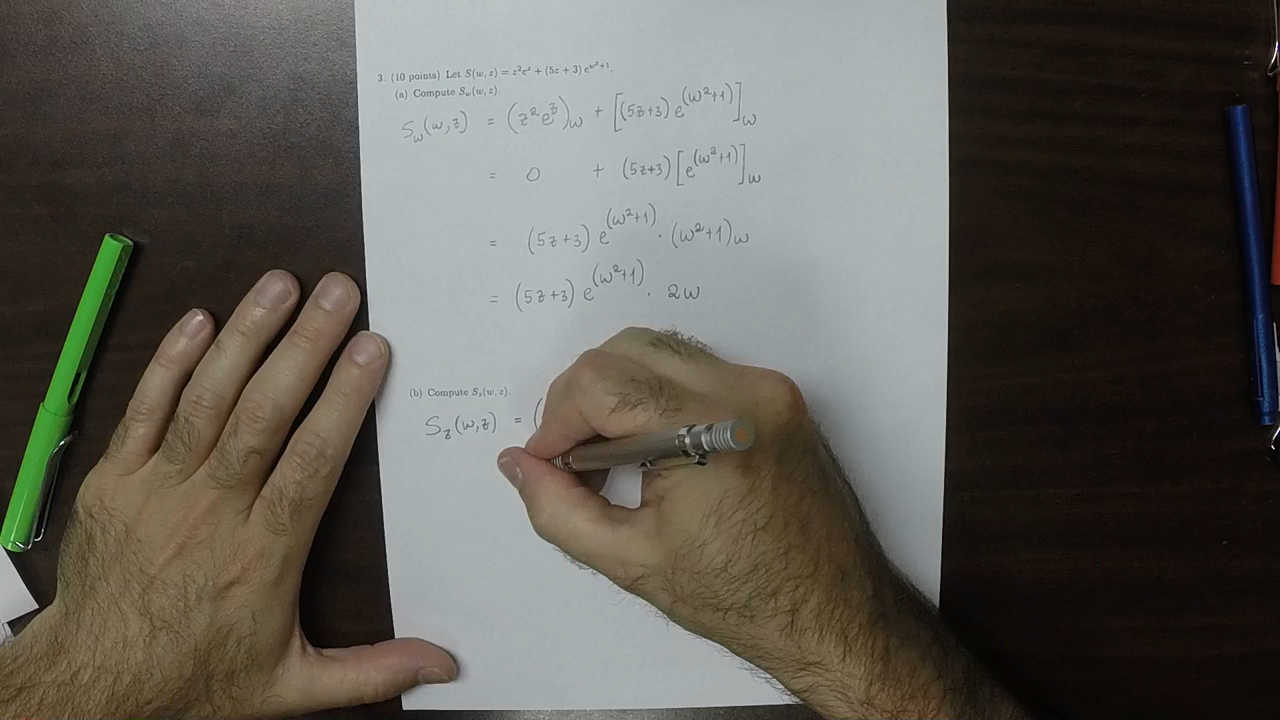 3. (10 points) Let S(w, z) = z²eᶻ + (5z + 3) e^{w²+1}.
(a) Compute S_w(w, z).
S_w(w,z) = (z²e^z)_w + [(5z+3) e^{(w²+1)}]_w
= 0 + (5z+3) [e^{(w²+1)}]_w
= (5z+3) e^{(w²+1)} · (w²+1)_w
= (5z+3) e^{(w²+1)} · 2w
(b) Compute S_z(w, z).
S_z(w,z) = (